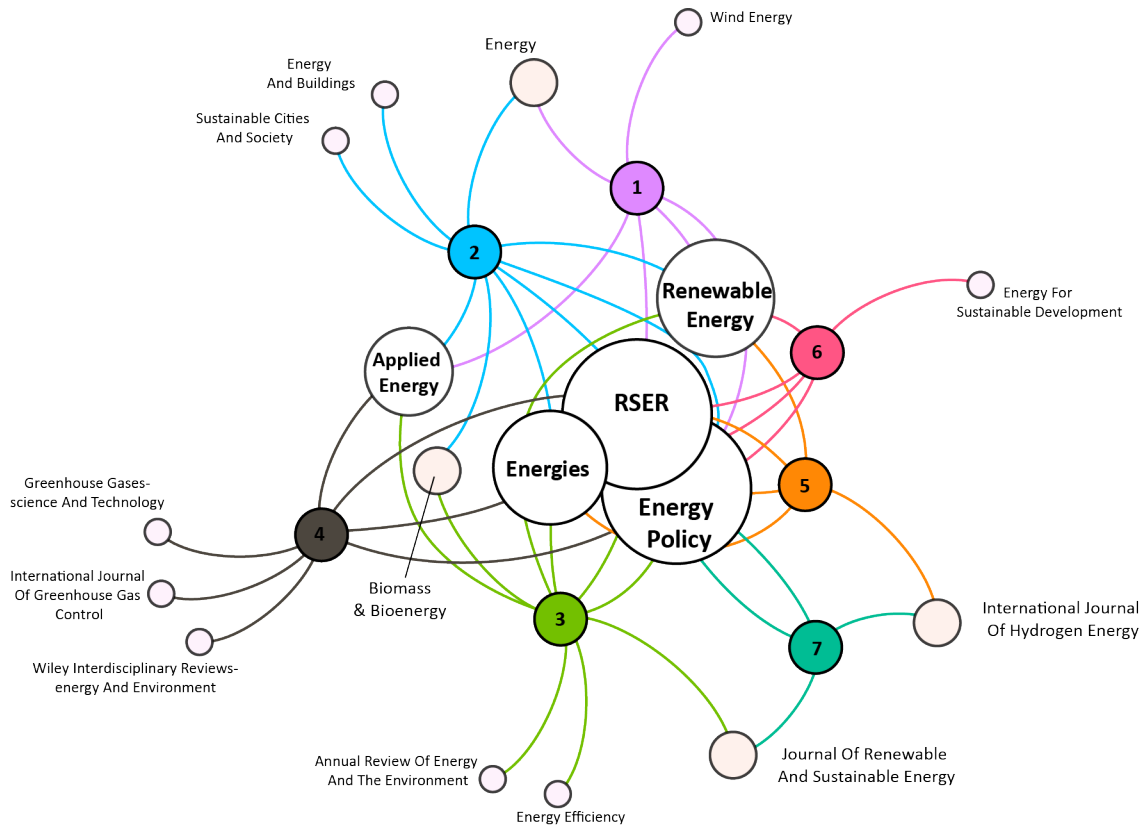 Wind Energy
Energy
Energy
And Buildings
Sustainable Cities
And Society
1
2
Renewable
Energy
Energy For
Sustainable Development
6
Applied
Energy
RSER
Energies
5
Energy
Policy
Greenhouse Gases-
science And Technology
4
International Journal
Of Greenhouse Gas
Control
Biomass
& Bioenergy
3
International Journal
Of Hydrogen Energy
7
Wiley Interdisciplinary Reviews-
energy And Environment
Annual Review Of Energy
And The Environment
Journal Of Renewable
And Sustainable Energy
Energy Efficiency